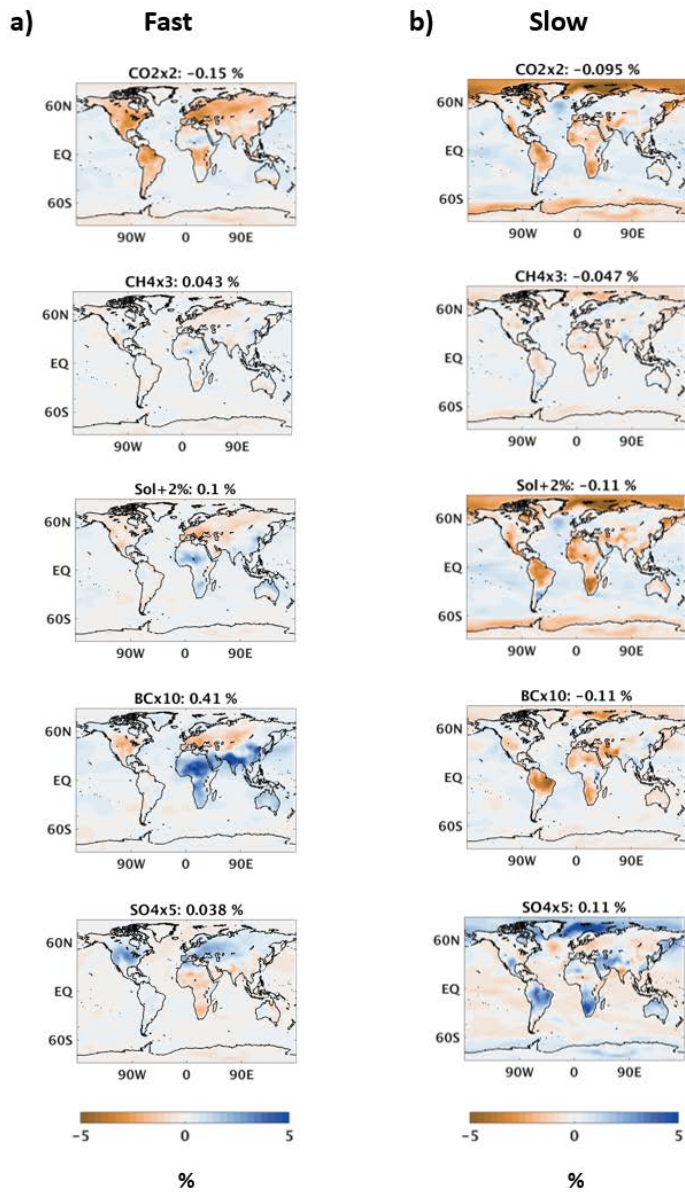 a) Fast
b) Slow
CO2x2: −0.15 %
60N
EQ
60S
90W 0 90E
CH4x3: 0.043 %
60N
EQ
60S
90W 0 90E
Sol+2%: 0.1 %
60N
EQ
60S
90W 0 90E
BCx10: 0.41 %
60N
EQ
60S
90W 0 90E
SO4x5: 0.038 %
60N
EQ
60S
90W 0 90E
−5 0 5
%
CO2x2: −0.095 %
60N
EQ
60S
90W 0 90E
CH4x3: −0.047 %
60N
EQ
60S
90W 0 90E
Sol+2%: −0.11 %
60N
EQ
60S
90W 0 90E
BCx10: −0.11 %
60N
EQ
60S
90W 0 90E
SO4x5: 0.11 %
60N
EQ
60S
90W 0 90E
−5 0 5
%